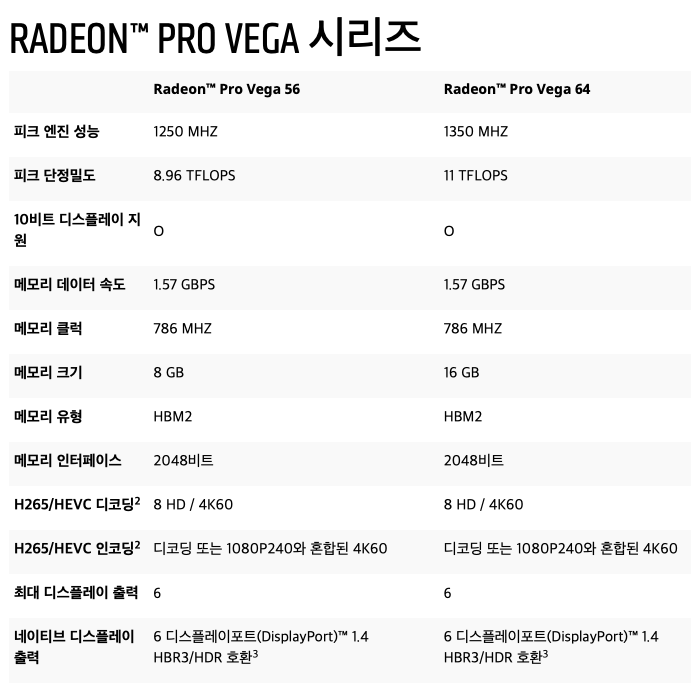 RADEON™ PRO VEGA 시리즈
Radeon™ Pro Vega 56 Radeon™ Pro Vega 64
피크 엔진 성능 1250 MHZ 1350 MHZ
피크 단정밀도 8.96 TFLOPS 11 TFLOPS
10비트 디스플레이 지
원 O O
메모리 데이터 속도 1.57 GBPS 1.57 GBPS
메모리 클럭 786 MHZ 786 MHZ
메모리 크기 8 GB 16 GB
메모리 유형 HBM2 HBM2
메모리 인터페이스 2048비트 2048비트
H265/HEVC 디코딩² 8 HD / 4K60 8 HD / 4K60
H265/HEVC 인코딩² 디코딩 또는 1080P240와 혼합된 4K60 디코딩 또는 1080P240와 혼합된 4K60
최대 디스플레이 출력 6 6
네이티브 디스플레이 6 디스플레이포트(DisplayPort)™ 1.4 6 디스플레이포트(DisplayPort)™ 1.4
출력 HBR3/HDR 호환³ HBR3/HDR 호환³